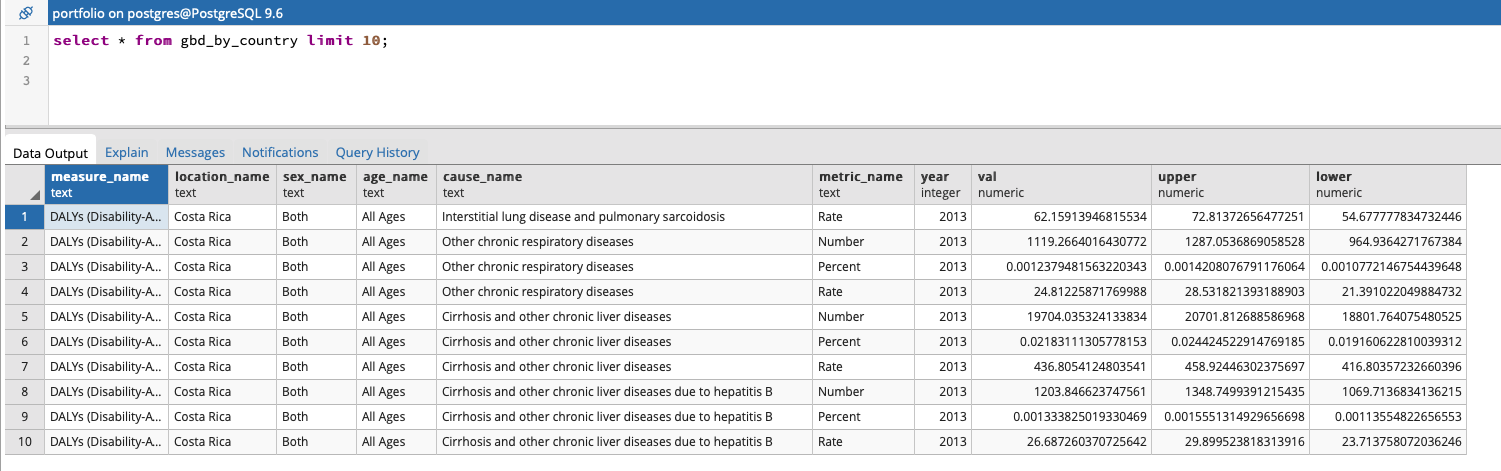 portfolio on postgres@PostgreSQL 9.6
1 select * from gbd_by_country limit 10;
2
3
Data Output Explain Messages Notifications Query History
measure_name location_name sex_name age_name cause_name metric_name year val upper lower
text text text text text text integer numeric numeric numeric
1 DALYs (Disability-A... Costa Rica Both All Ages Interstitial lung disease and pulmonary sarcoidosis Rate 2013 62.15913946815534 72.81372656477251 54.677777834732446
2 DALYs (Disability-A... Costa Rica Both All Ages Other chronic respiratory diseases Number 2013 1119.2664016430772 1287.0536869058528 964.9364271767384
3 DALYs (Disability-A... Costa Rica Both All Ages Other chronic respiratory diseases Percent 2013 0.0012379481563220343 0.0014208076791176064 0.0010772146754439648
4 DALYs (Disability-A... Costa Rica Both All Ages Other chronic respiratory diseases Rate 2013 24.81225871769988 28.531821393188903 21.391022049884732
5 DALYs (Disability-A... Costa Rica Both All Ages Cirrhosis and other chronic liver diseases Number 2013 19704.035324133834 20701.812688586968 18801.764075480525
6 DALYs (Disability-A... Costa Rica Both All Ages Cirrhosis and other chronic liver diseases Percent 2013 0.02183111305778153 0.024424522914769185 0.019160622810039312
7 DALYs (Disability-A... Costa Rica Both All Ages Cirrhosis and other chronic liver diseases Rate 2013 436.8054124803541 458.92446302375697 416.80357232660396
8 DALYs (Disability-A... Costa Rica Both All Ages Cirrhosis and other chronic liver diseases due to hepatitis B Number 2013 1203.846623747561 1348.7499391215435 1069.7136834136215
9 DALYs (Disability-A... Costa Rica Both All Ages Cirrhosis and other chronic liver diseases due to hepatitis B Percent 2013 0.001333825019330469 0.0015551314929656698 0.00113554822656553
10 DALYs (Disability-A... Costa Rica Both All Ages Cirrhosis and other chronic liver diseases due to hepatitis B Rate 2013 26.687260370725642 29.899523818313916 23.713758072036246